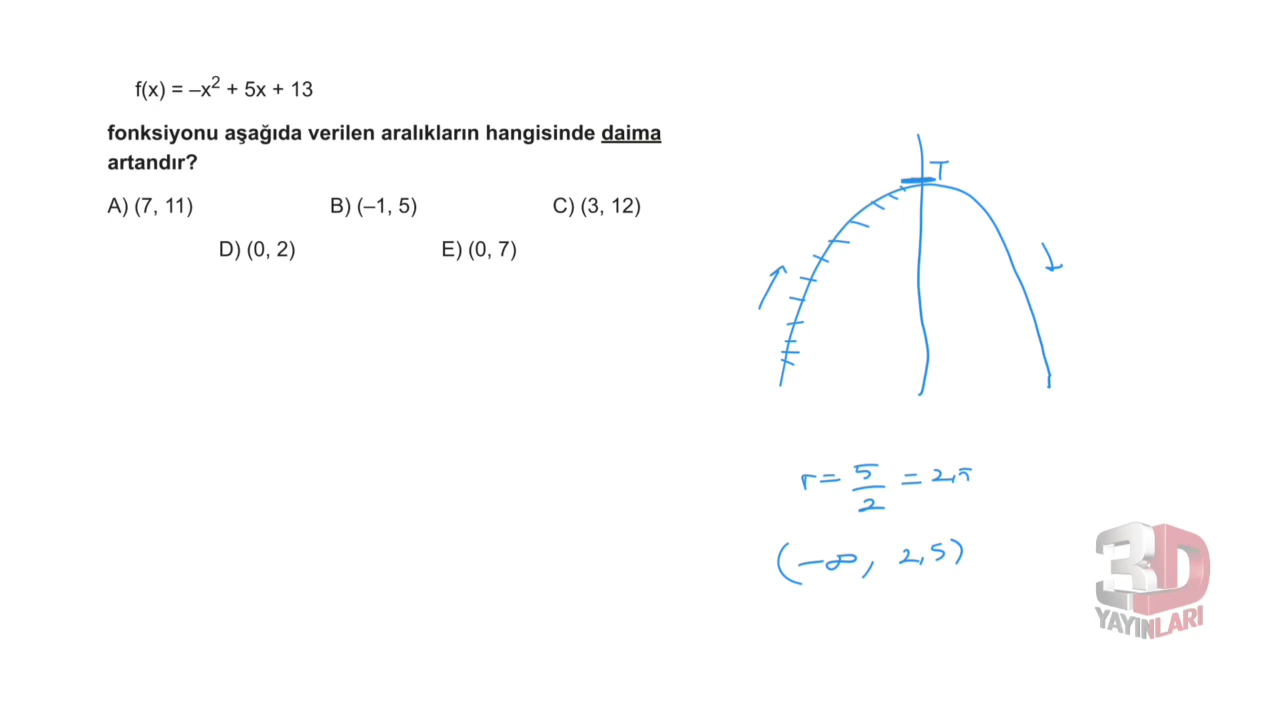 f(x) = –x² + 5x + 13
fonksiyonu aşağıda verilen aralıkların hangisinde daima
artandır?
A) (7, 11) B) (–1, 5) C) (3, 12)
D) (0, 2) E) (0, 7)
T
r = 5/2 = 2,5
(-∞, 2,5)
3D
YAYINLARI